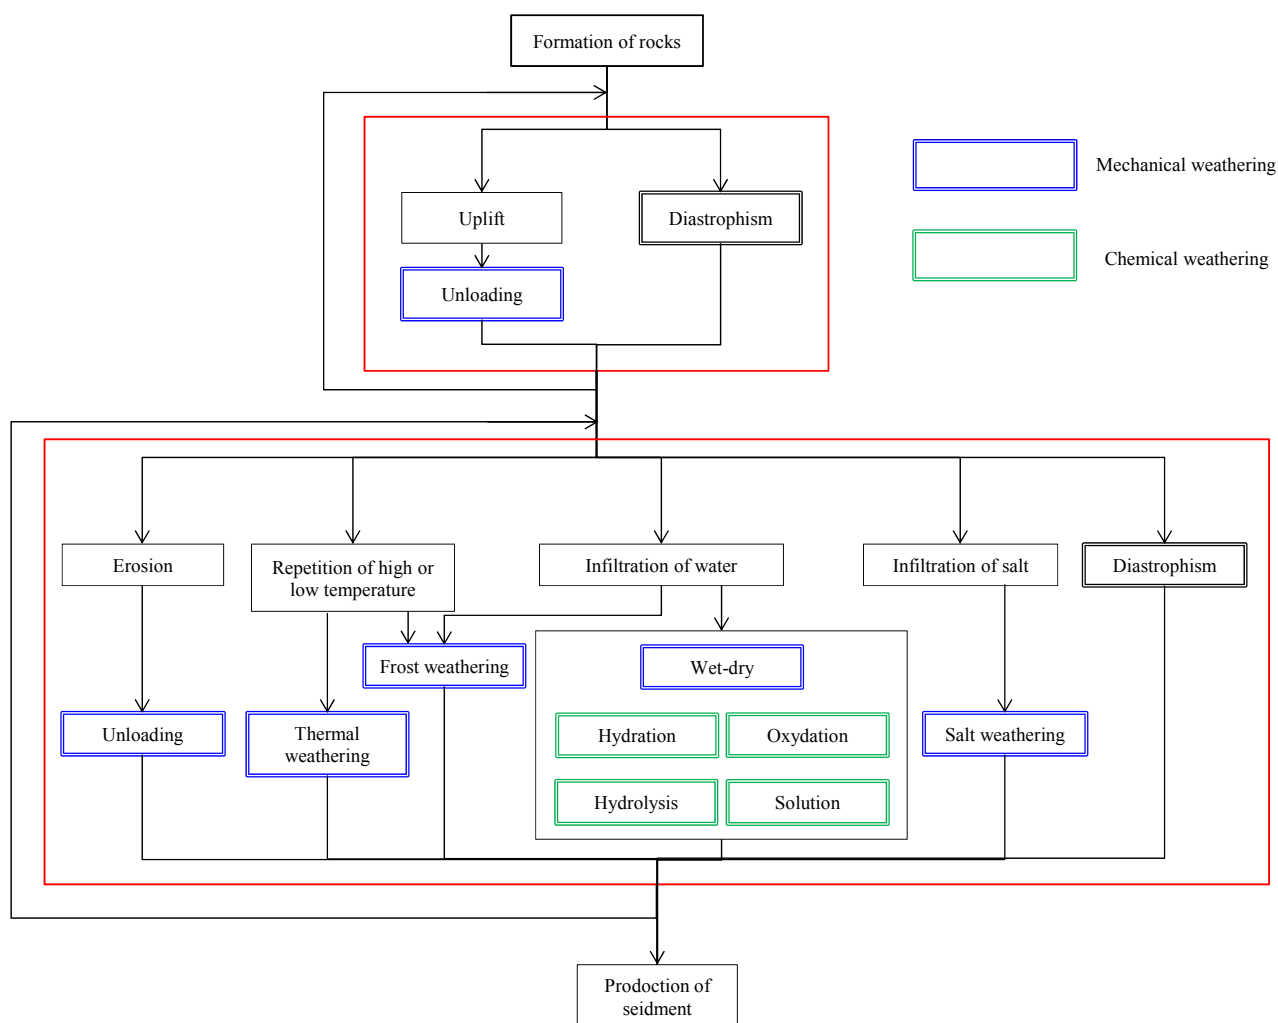 Formation of rocks
Mechanical weathering
Uplift
Diastrophism
Chemical weathering
Unloading
Erosion
Repetition of high or
low temperature
Infiltration of water
Infiltration of salt
Diastrophism
Frost weathering
Wet-dry
Unloading
Thermal
weathering
Hydration
Oxydation
Salt weathering
Hydrolysis
Solution
Prodoction of
seidment